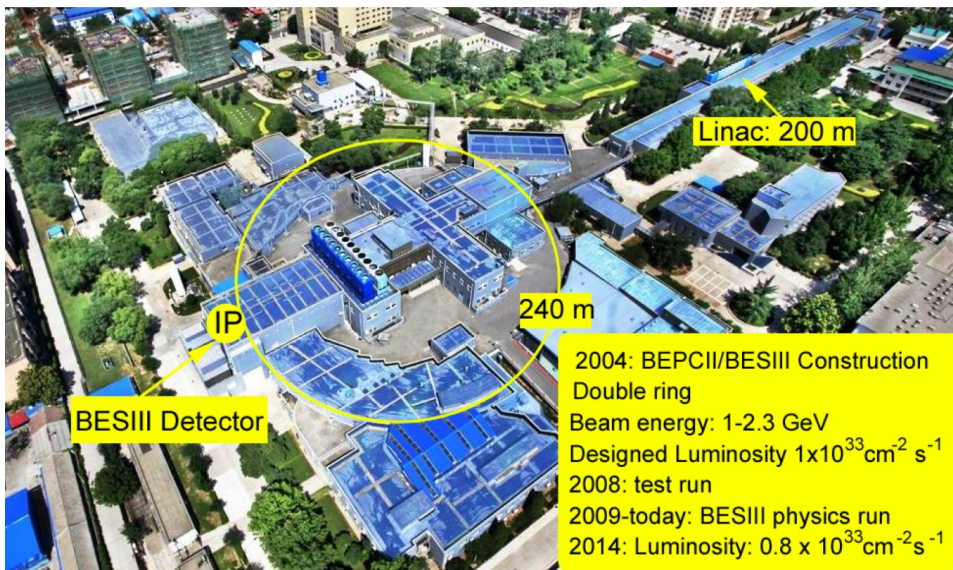 Linac: 200 m
240 m
IP
BESIII Detector
2004: BEPCII/BESIII Construction
Double ring
Beam energy: 1-2.3 GeV
Designed Luminosity 1x10³³cm⁻² s⁻¹
2008: test run
2009-today: BESIII physics run
2014: Luminosity: 0.8 x 10³³cm⁻²s⁻¹